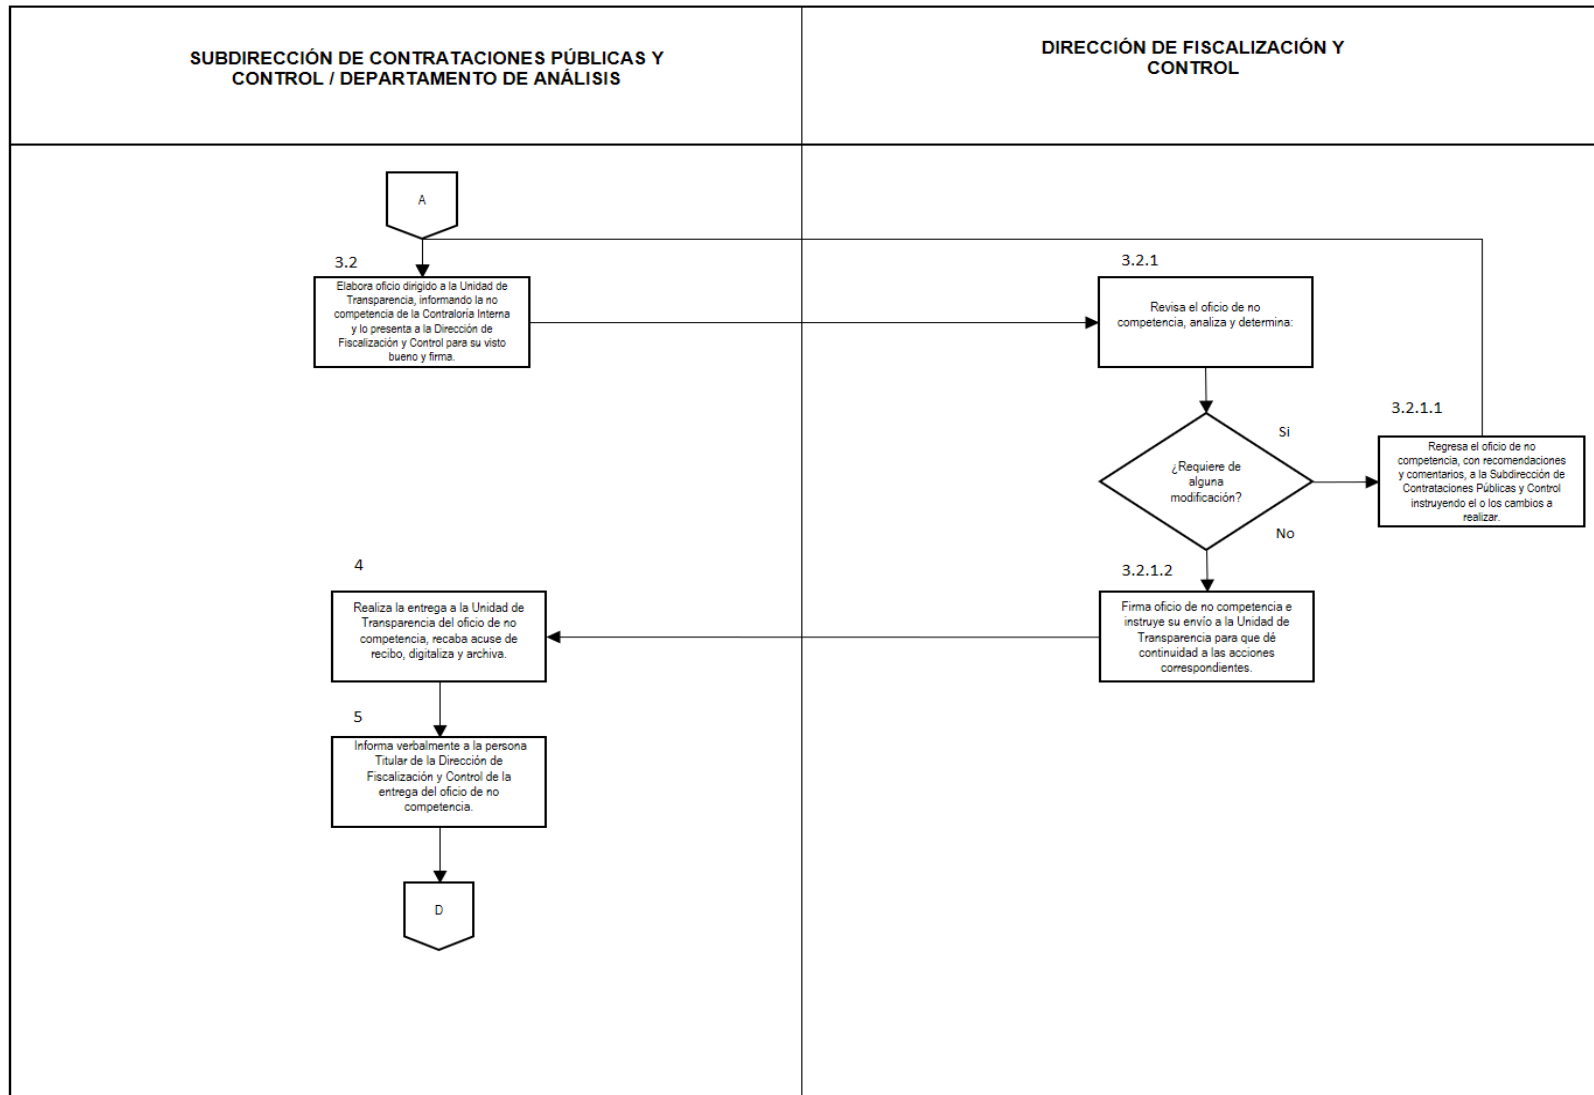 SUBDIRECCIÓN DE CONTRATACIONES PÚBLICAS Y
CONTROL / DEPARTAMENTO DE ANÁLISIS
DIRECCIÓN DE FISCALIZACIÓN Y
CONTROL
A
3.2
Elabora oficio dirigido a la Unidad de
Transparencia, informando la no
competencia de la Contraloría Interna
y lo presenta a la Dirección de
Fiscalización y Control para su visto
bueno y firma.
3.2.1
Revisa el oficio de no
competencia, analiza y determina:
¿Requiere de
alguna
modificación?
Si
No
3.2.1.1
Regresa el oficio de no
competencia, con recomendaciones
y comentarios, a la Subdirección de
Contrataciones Públicas y Control
instruyendo el o los cambios a
realizar.
3.2.1.2
Firma oficio de no competencia e
instruye su envío a la Unidad de
Transparencia para que dé
continuidad a las acciones
correspondientes.
4
Realiza la entrega a la Unidad de
Transparencia del oficio de no
competencia, recaba acuse de
recibo, digitaliza y archiva.
5
Informa verbalmente a la persona
Titular de la Dirección de
Fiscalización y Control de la
entrega del oficio de no
competencia.
D